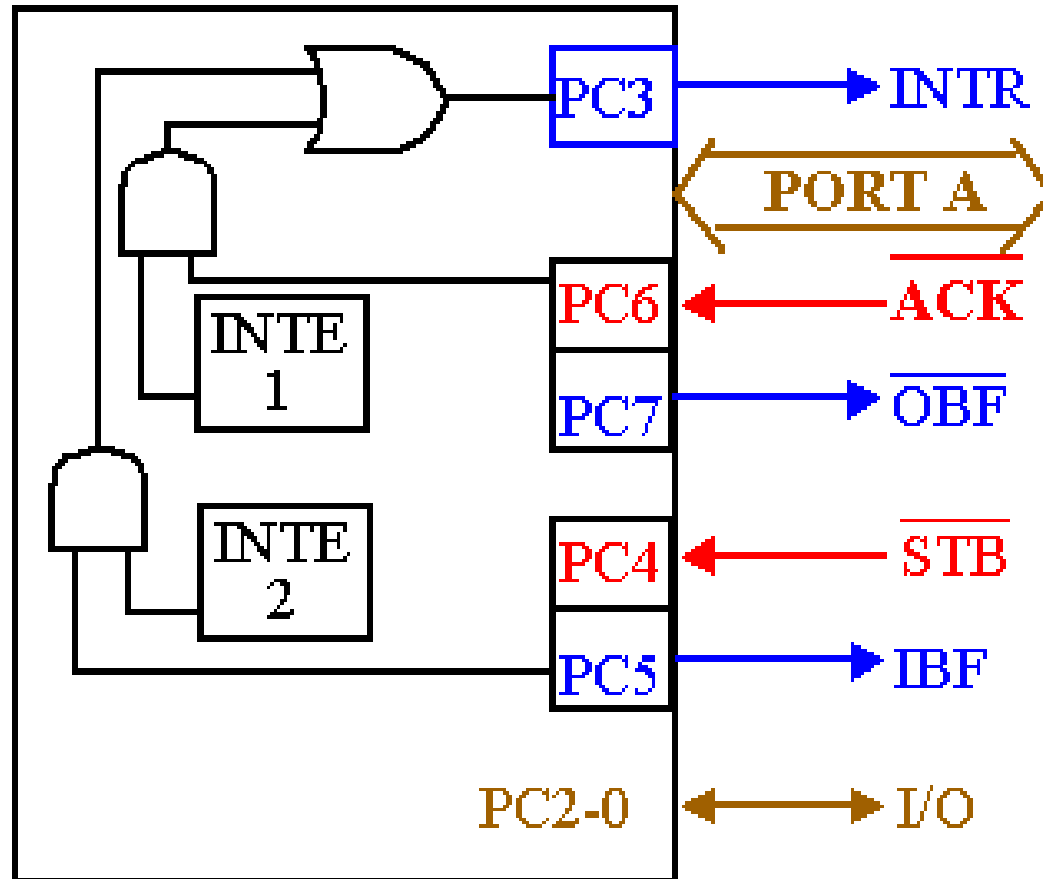 PC3 INTR
PORT A
PC6 ACK
INTE
1
PC7 OBF
INTE
2
PC4 STB
PC5 IBF
PC2-0 I/O